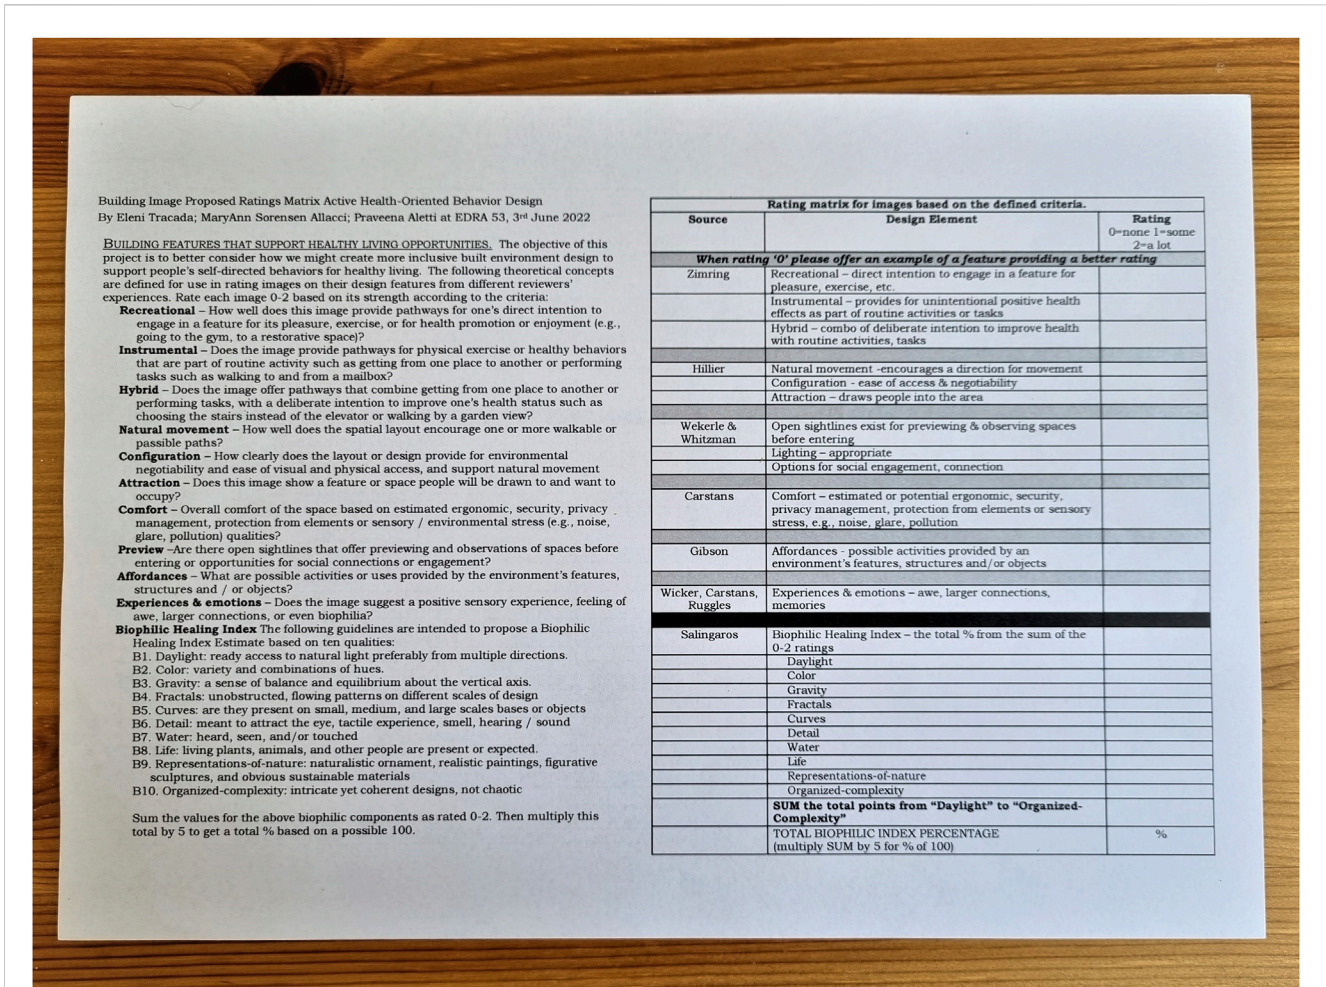 Building Image Proposed Ratings Matrix Active Health-Oriented Behavior Design
By Eleni Tracada; MaryAnn Sorensen Allacci; Praveena Aletti at EDRA 53, 3rd June 2022
BUILDING FEATURES THAT SUPPORT HEALTHY LIVING OPPORTUNITIES. The objective of this
project is to better consider how we might create more inclusive built environment design to
support people's self-directed behaviors for healthy living. The following theoretical concepts
are defined for use in rating images on their design features from different reviewers'
experiences. Rate each image 0-2 based on its strength according to the criteria:
Recreational – How well does this image provide pathways for one's direct intention to
engage in a feature for its pleasure, exercise, or for health promotion or enjoyment (e.g.,
going to the gym, to a restorative space)?
Instrumental – Does the image provide pathways for physical exercise or healthy behaviors
that are part of routine activity such as getting from one place to another or performing
tasks such as walking to and from a mailbox?
Hybrid – Does the image offer pathways that combine getting from one place to another or
performing tasks, with a deliberate intention to improve one's health status such as
choosing the stairs instead of the elevator or walking by a garden view?
Natural movement – How well does the spatial layout encourage one or more walkable or
passible paths?
Configuration – How clearly does the layout or design provide for environmental
negotiability and ease of visual and physical access, and support natural movement
Attraction – Does this image show a feature or space people will be drawn to and want to
occupy?
Comfort – Overall comfort of the space based on estimated ergonomic, security, privacy
management, protection from elements or sensory / environmental stress (e.g., noise,
glare, pollution) qualities?
Preview –Are there open sightlines that offer previewing and observations of spaces before
entering or opportunities for social connections or engagement?
Affordances – What are possible activities or uses provided by the environment's features,
structures and / or objects?
Experiences & emotions – Does the image suggest a positive sensory experience, feeling of
awe, larger connections, or even biophilia?
Biophilic Healing Index The following guidelines are intended to propose a Biophilic
Healing Index Estimate based on ten qualities:
B1. Daylight: ready access to natural light preferably from multiple directions.
B2. Color: variety and combinations of hues.
B3. Gravity: a sense of balance and equilibrium about the vertical axis.
B4. Fractals: unobstructed, flowing patterns on different scales of design
B5. Curves: are they present on small, medium, and large scales bases or objects
B6. Detail: meant to attract the eye, tactile experience, smell, hearing / sound
B7. Water: heard, seen, and/or touched
B8. Life: living plants, animals, and other people are present or expected.
B9. Representations-of-nature: naturalistic ornament, realistic paintings, figurative
sculptures, and obvious sustainable materials
B10. Organized-complexity: intricate yet coherent designs, not chaotic
Sum the values for the above biophilic components as rated 0-2. Then multiply this
total by 5 to get a total % based on a possible 100.
Rating matrix for images based on the defined criteria.
Source Design Element Rating
0=none 1=some
2=a lot
When rating '0' please offer an example of a feature providing a better rating
Zimring Recreational – direct intention to engage in a feature for
pleasure, exercise, etc.
Instrumental – provides for unintentional positive health
effects as part of routine activities or tasks
Hybrid – combo of deliberate intention to improve health
with routine activities, tasks
Hillier Natural movement -encourages a direction for movement
Configuration - ease of access & negotiability
Attraction – draws people into the area
Wekerle & Open sightlines exist for previewing & observing spaces
Whitzman before entering
Lighting – appropriate
Options for social engagement, connection
Carstans Comfort – estimated or potential ergonomic, security,
privacy management, protection from elements or sensory
stress, e.g., noise, glare, pollution
Gibson Affordances - possible activities provided by an
environment's features, structures and/or objects
Wicker, Carstans, Experiences & emotions – awe, larger connections,
Ruggles memories
Salingaros Biophilic Healing Index – the total % from the sum of the
0-2 ratings
Daylight
Color
Gravity
Fractals
Curves
Detail
Water
Life
Representations-of-nature
Organized-complexity
SUM the total points from "Daylight" to "Organized-
Complexity"
TOTAL BIOPHILIC INDEX PERCENTAGE %
(multiply SUM by 5 for % of 100)